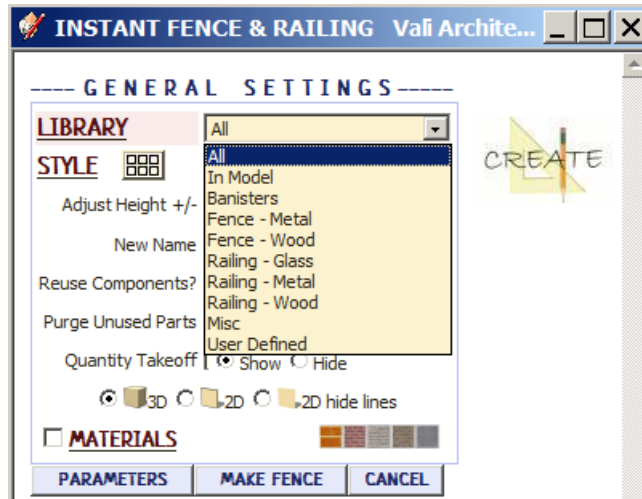 INSTANT FENCE & RAILING Vali Archite...
---- GENERAL SETTINGS-----
LIBRARY All
All
STYLE
In Model
Banisters
Adjust Height +/-
Fence - Metal
New Name
Fence - Wood
Railing - Glass
Reuse Components?
Railing - Metal
Railing - Wood
Purge Unused Parts
Misc
User Defined
Quantity Takeoff Show Hide
3D 2D 2D hide lines
MATERIALS
PARAMETERS MAKE FENCE CANCEL
CREATE